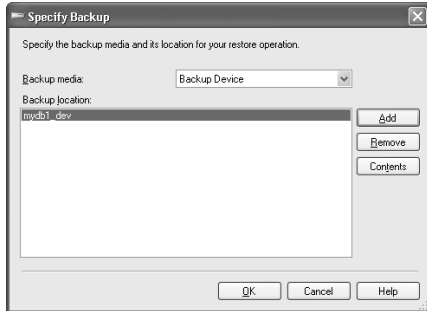 Specify Backup
Specify the backup media and its location for your restore operation.
Backup media: Backup Device
Backup location:
mydb1_dev
Add
Remove
Contents
OK Cancel Help